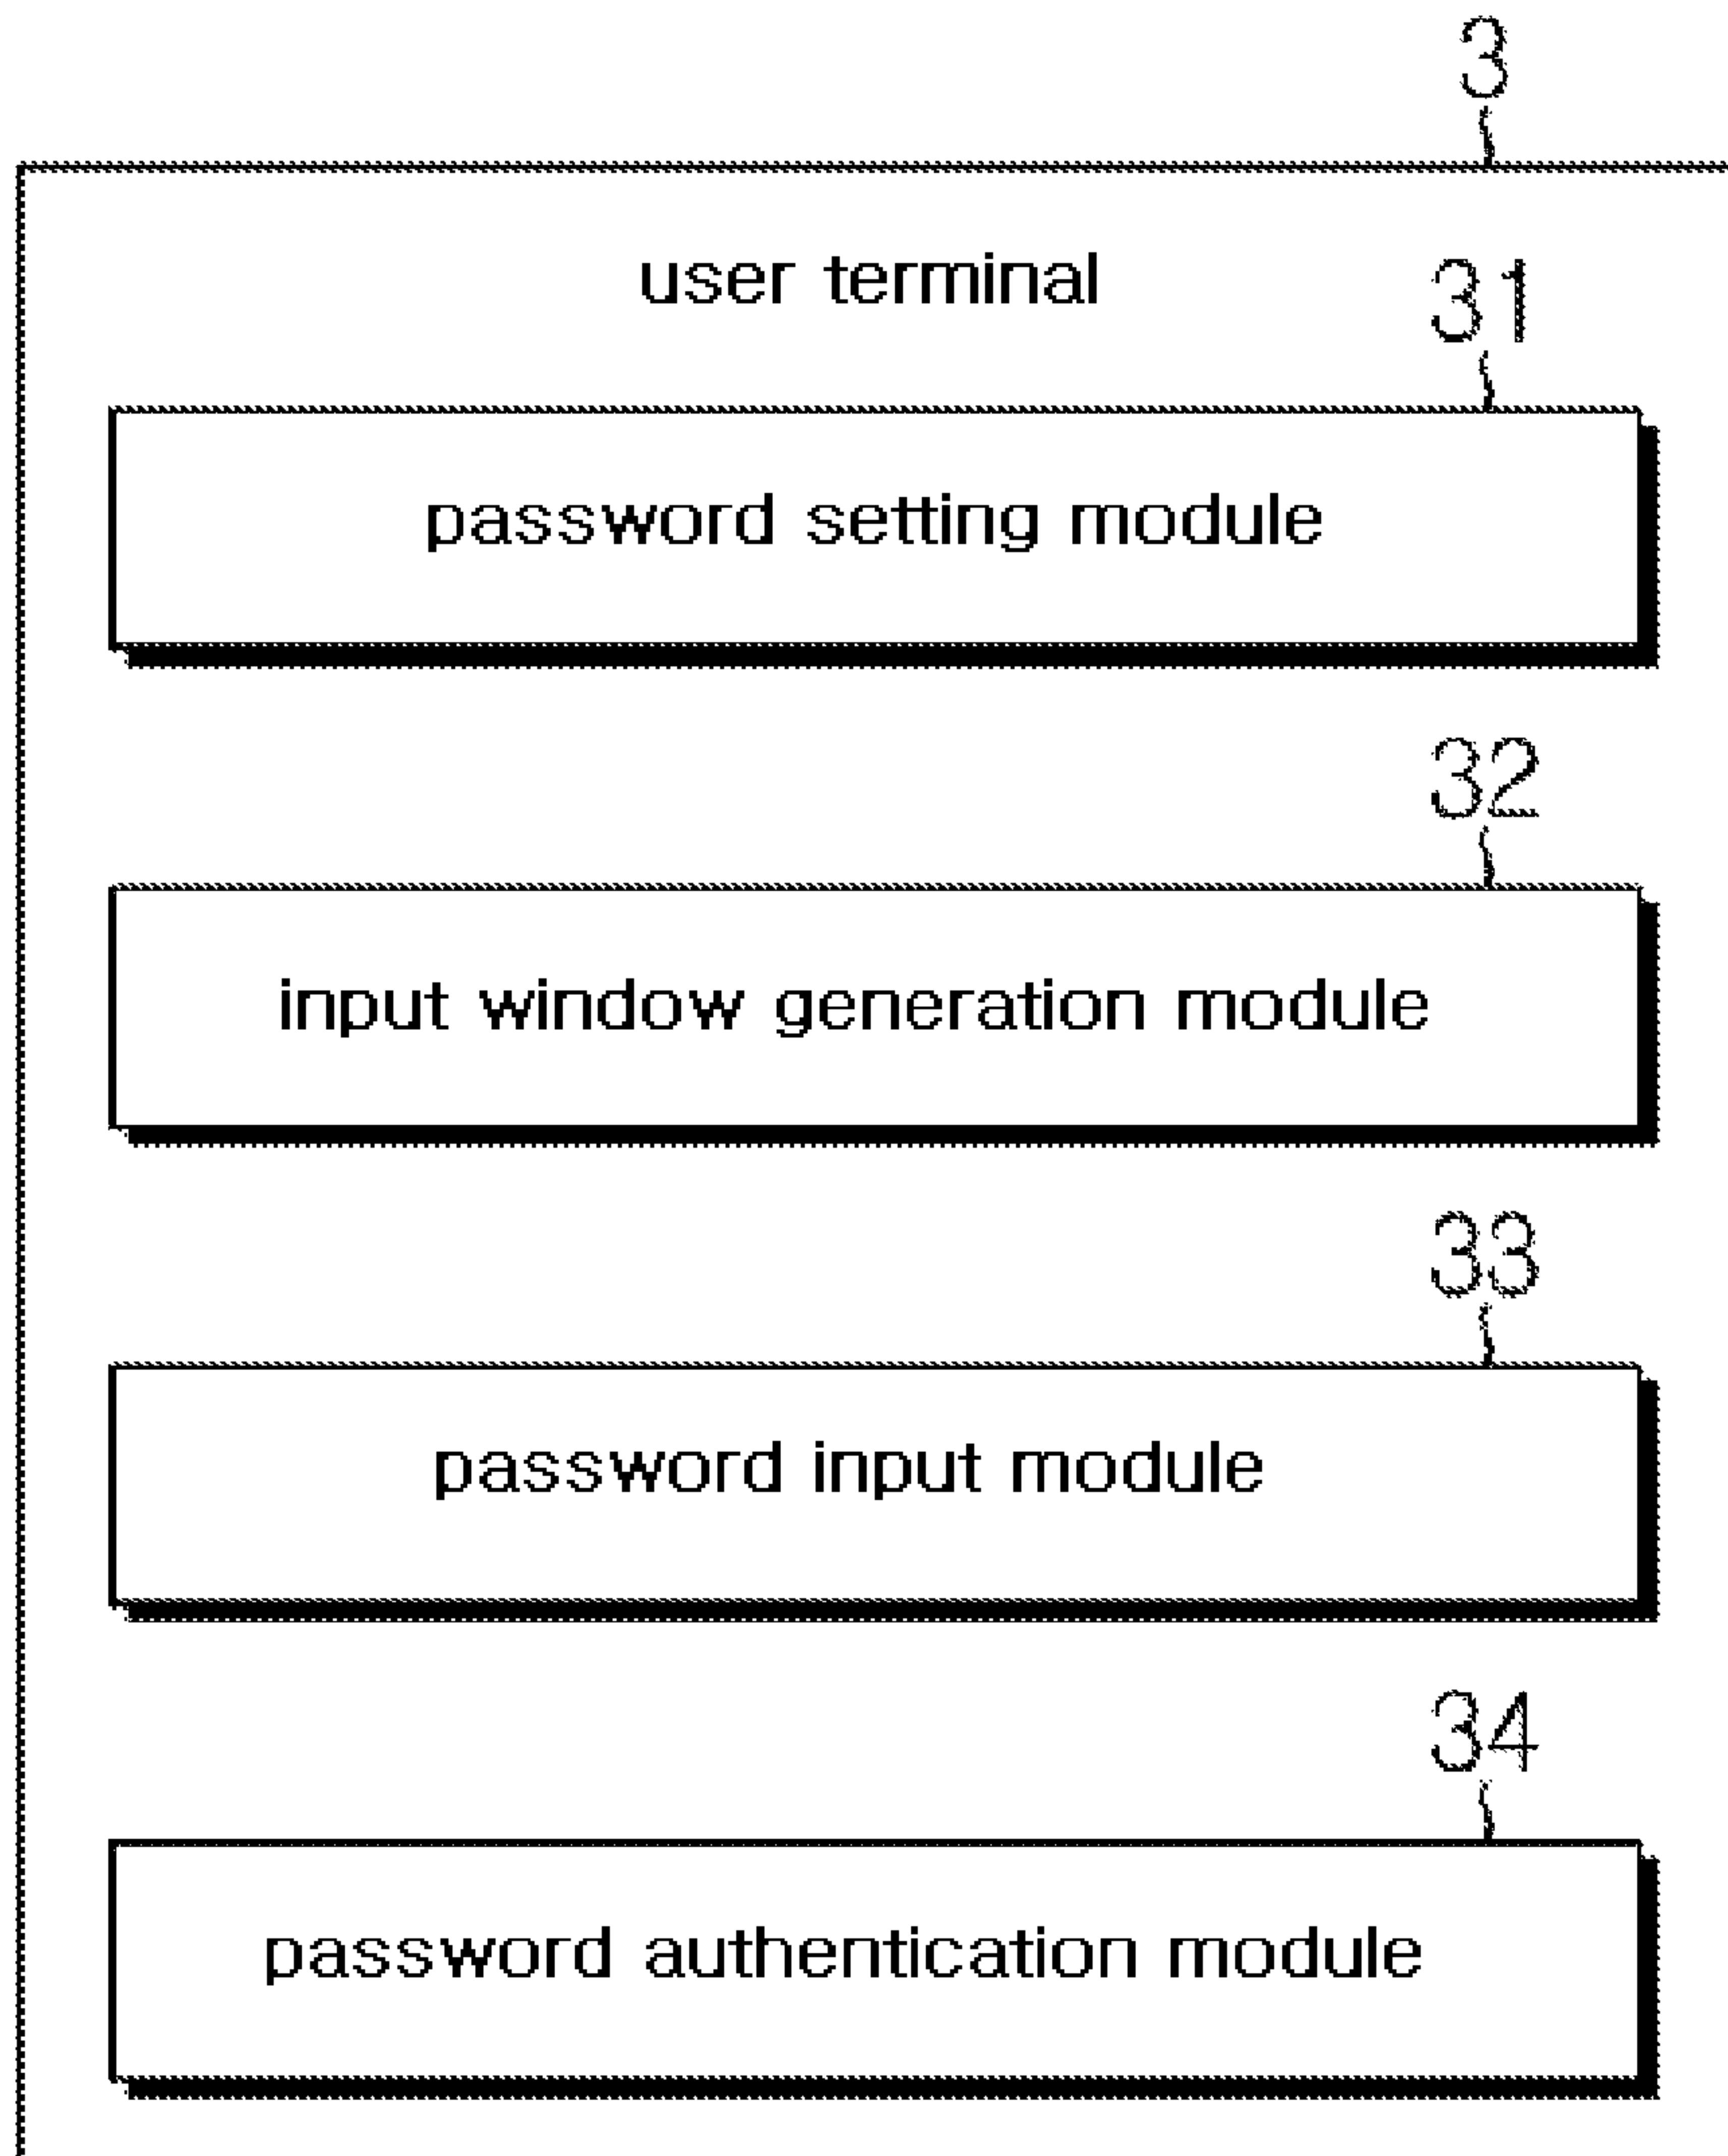 3
user terminal
31
password setting module
32
input window generation module
33
password input module
34
password authentication module